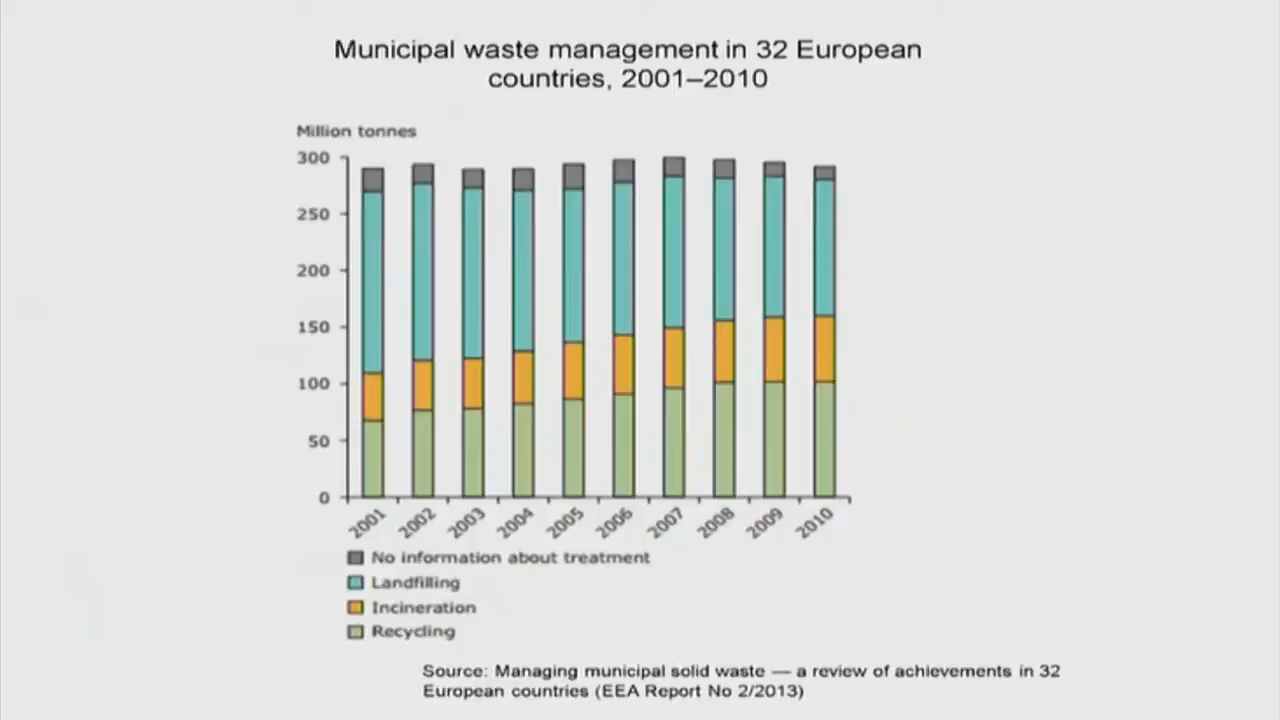 Municipal waste management in 32 European
countries, 2001–2010
Million tonnes
300
250
200
150
100
50
0
2001 2002 2003 2004 2005 2006 2007 2008 2009 2010
No information about treatment
Landfilling
Incineration
Recycling
Source: Managing municipal solid waste — a review of achievements in 32
European countries (EEA Report No 2/2013)